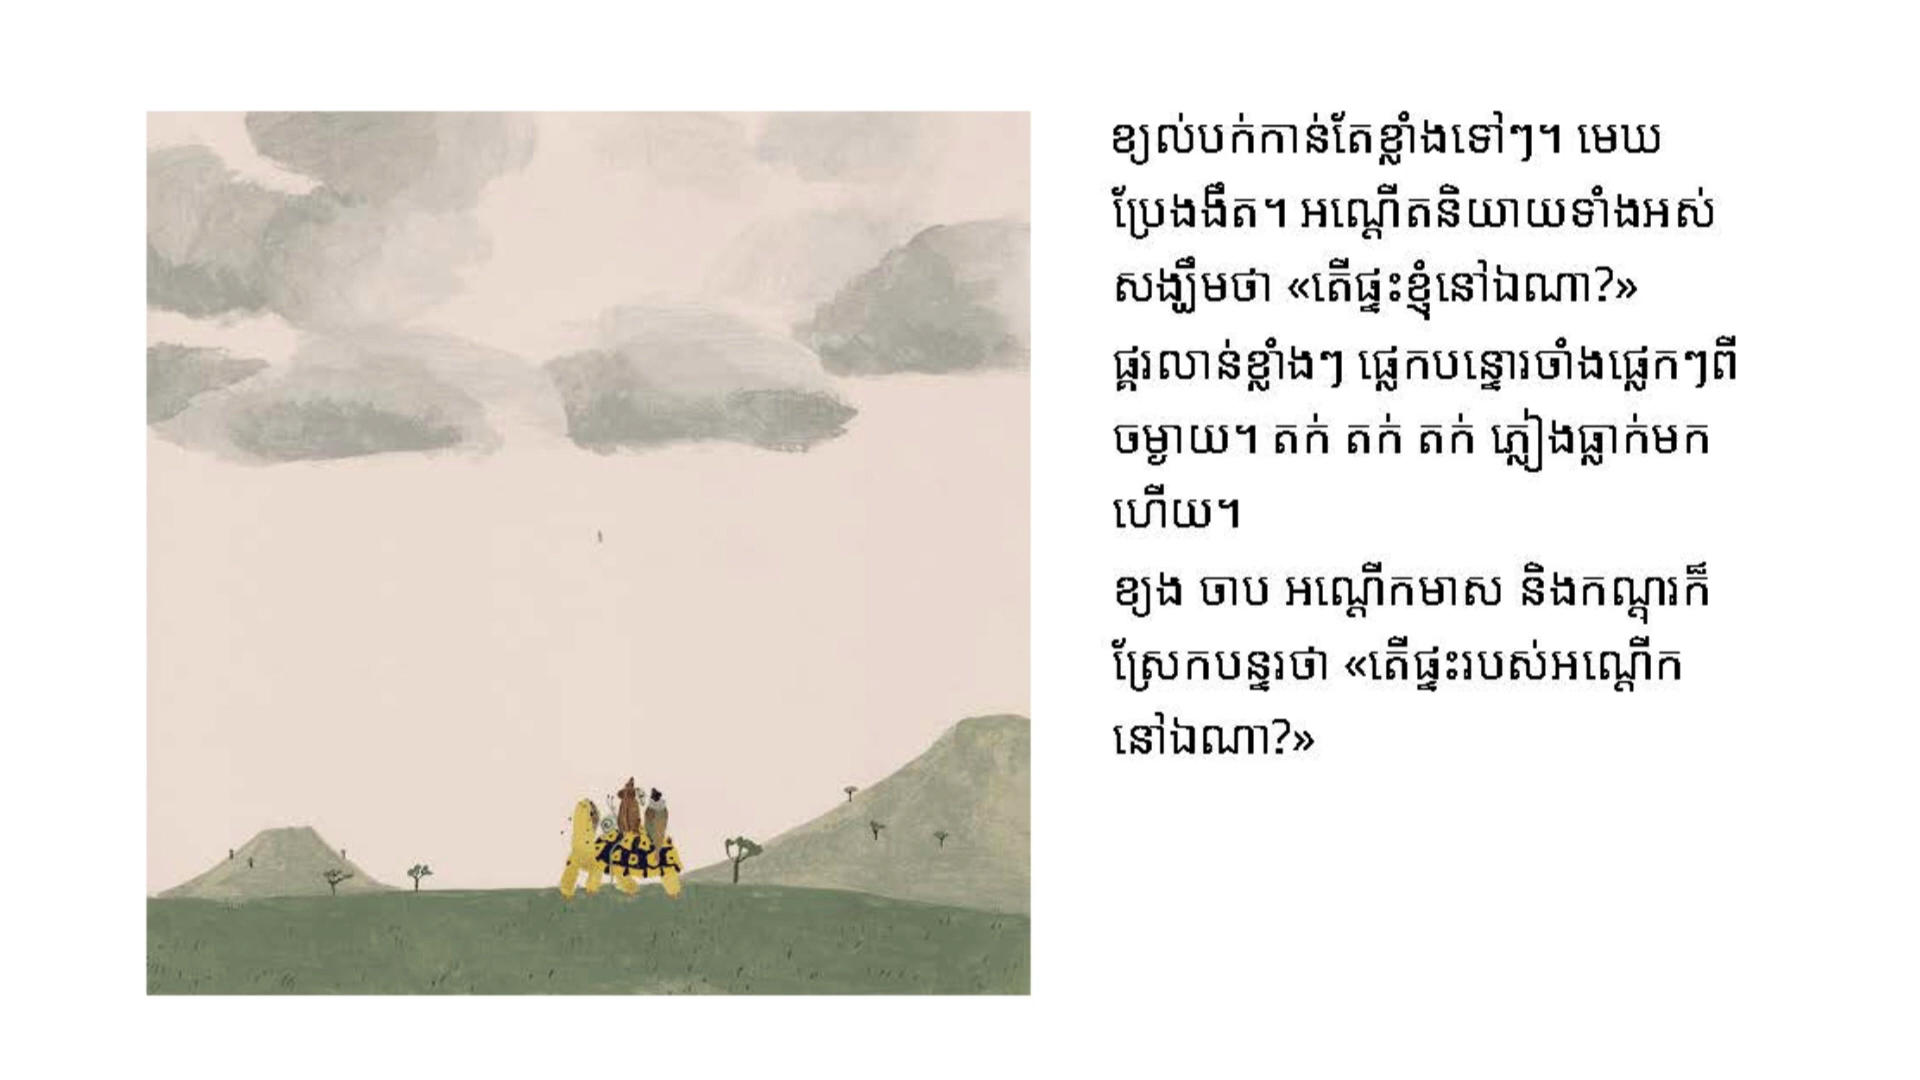 ខ្យល់បក់កាន់តែខ្លាំងទៅៗ។ មេឃ
ប្រែងងឹត។ អណ្តើតនិយាយទាំងអស់
សង្ឃឹមថា «តើផ្ទះខ្ញុំនៅឯណា?»
ផ្គរលាន់ខ្លាំងៗ ផ្លេកបន្ទោរចាំងផ្លេកៗពី
ចម្ងាយ។ តក់ តក់ តក់ ភ្លៀងធ្លាក់មក
ហើយ។
ខ្យង ចាប អណ្តើកមាស និងកណ្តុរក៏
ស្រែកបន្ទរថា «តើផ្ទះរបស់អណ្តើក
នៅឯណា?»